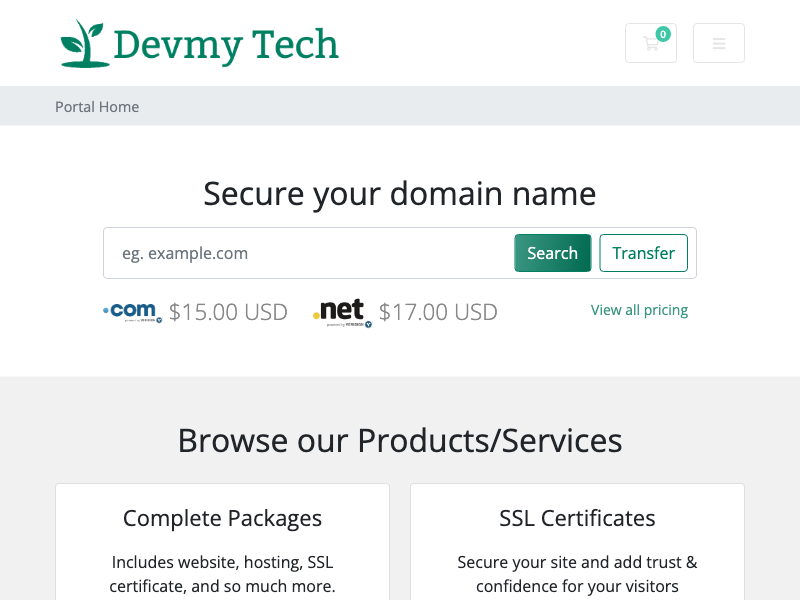 Devmy Tech
0
Portal Home
Secure your domain name
eg. example.com
Search
Transfer
.com $15.00 USD
.net $17.00 USD
View all pricing
Browse our Products/Services
Complete Packages
Includes website, hosting, SSL
certificate, and so much more.
SSL Certificates
Secure your site and add trust &
confidence for your visitors